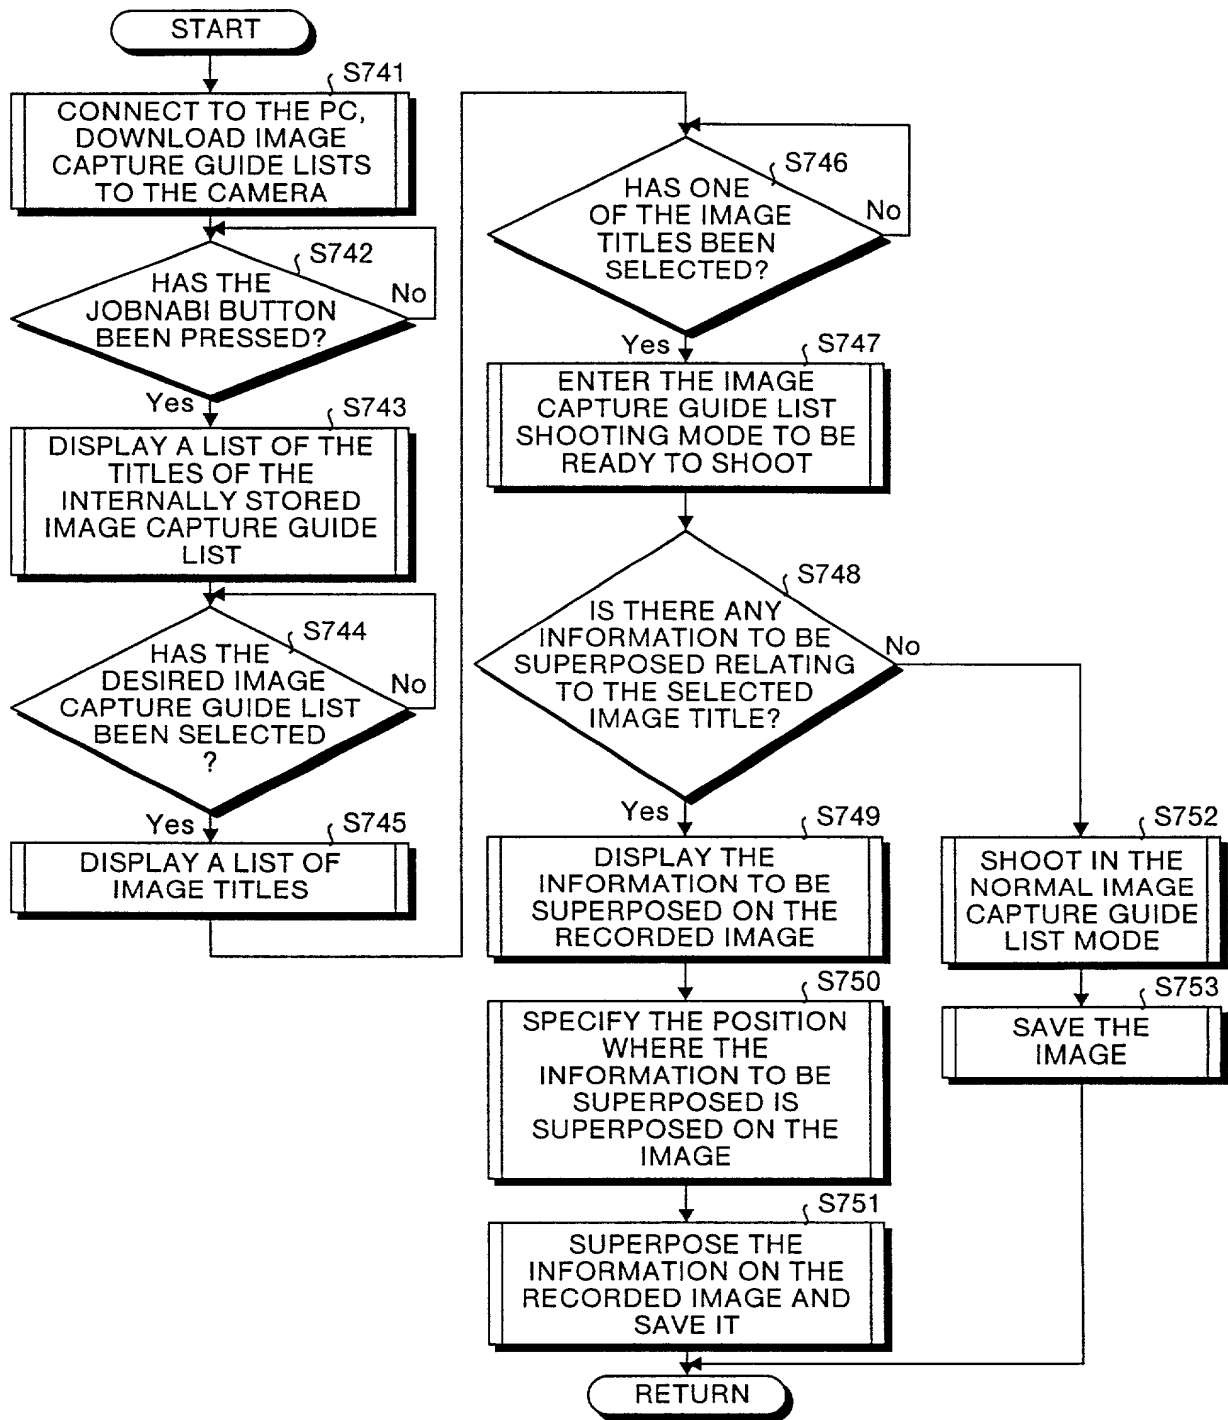 START
S741
CONNECT TO THE PC,
DOWNLOAD IMAGE
CAPTURE GUIDE LISTS
TO THE CAMERA
S742
HAS THE
JOBNABI BUTTON
BEEN PRESSED?
No
Yes
S743
DISPLAY A LIST OF THE
TITLES OF THE
INTERNALLY STORED
IMAGE CAPTURE GUIDE
LIST
S744
HAS THE
DESIRED IMAGE
CAPTURE GUIDE LIST
BEEN SELECTED
?
No
Yes
S745
DISPLAY A LIST OF
IMAGE TITLES
S746
HAS ONE
OF THE IMAGE
TITLES BEEN
SELECTED?
No
Yes
S747
ENTER THE IMAGE
CAPTURE GUIDE LIST
SHOOTING MODE TO BE
READY TO SHOOT
S748
IS THERE ANY
INFORMATION TO BE
SUPERPOSED RELATING
TO THE SELECTED
IMAGE TITLE?
No
Yes
S749
DISPLAY THE
INFORMATION TO BE
SUPERPOSED ON THE
RECORDED IMAGE
S750
SPECIFY THE POSITION
WHERE THE
INFORMATION TO BE
SUPERPOSED IS
SUPERPOSED ON THE
IMAGE
S751
SUPERPOSE THE
INFORMATION ON THE
RECORDED IMAGE AND
SAVE IT
S752
SHOOT IN THE
NORMAL IMAGE
CAPTURE GUIDE
LIST MODE
S753
SAVE THE
IMAGE
RETURN